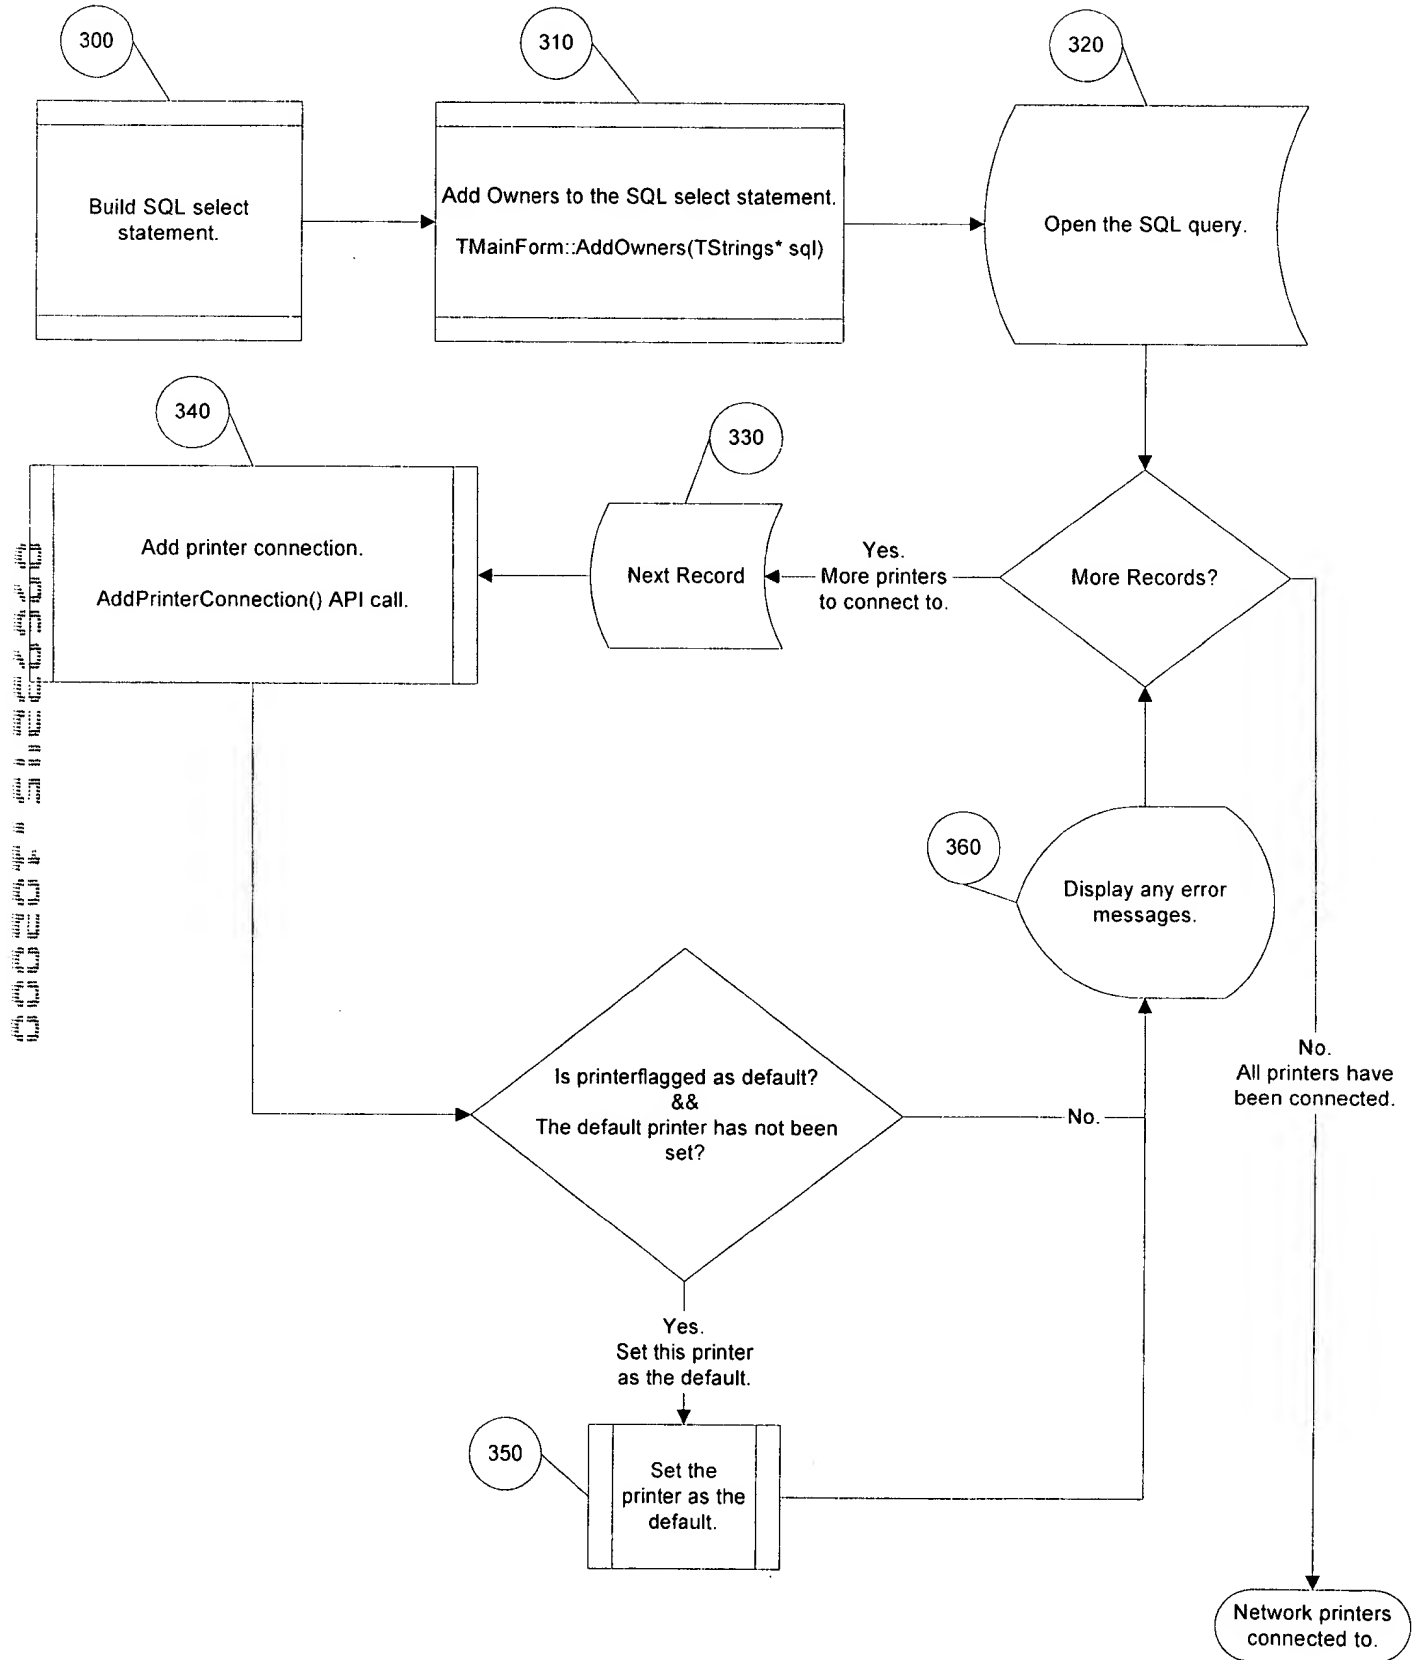 300
310
320
Build SQL select
statement.
Add Owners to the SQL select statement.
TMainForm::AddOwners(TStrings* sql)
Open the SQL query.
340
330
Add printer connection.
AddPrinterConnection() API call.
Next Record
Yes.
More printers
to connect to.
More Records?
360
Display any error
messages.
Is printerflagged as default?
&&
The default printer has not been
set?
No.
No.
All printers have
been connected.
Yes.
Set this printer
as the default.
350
Set the
printer as the
default.
Network printers
connected to.